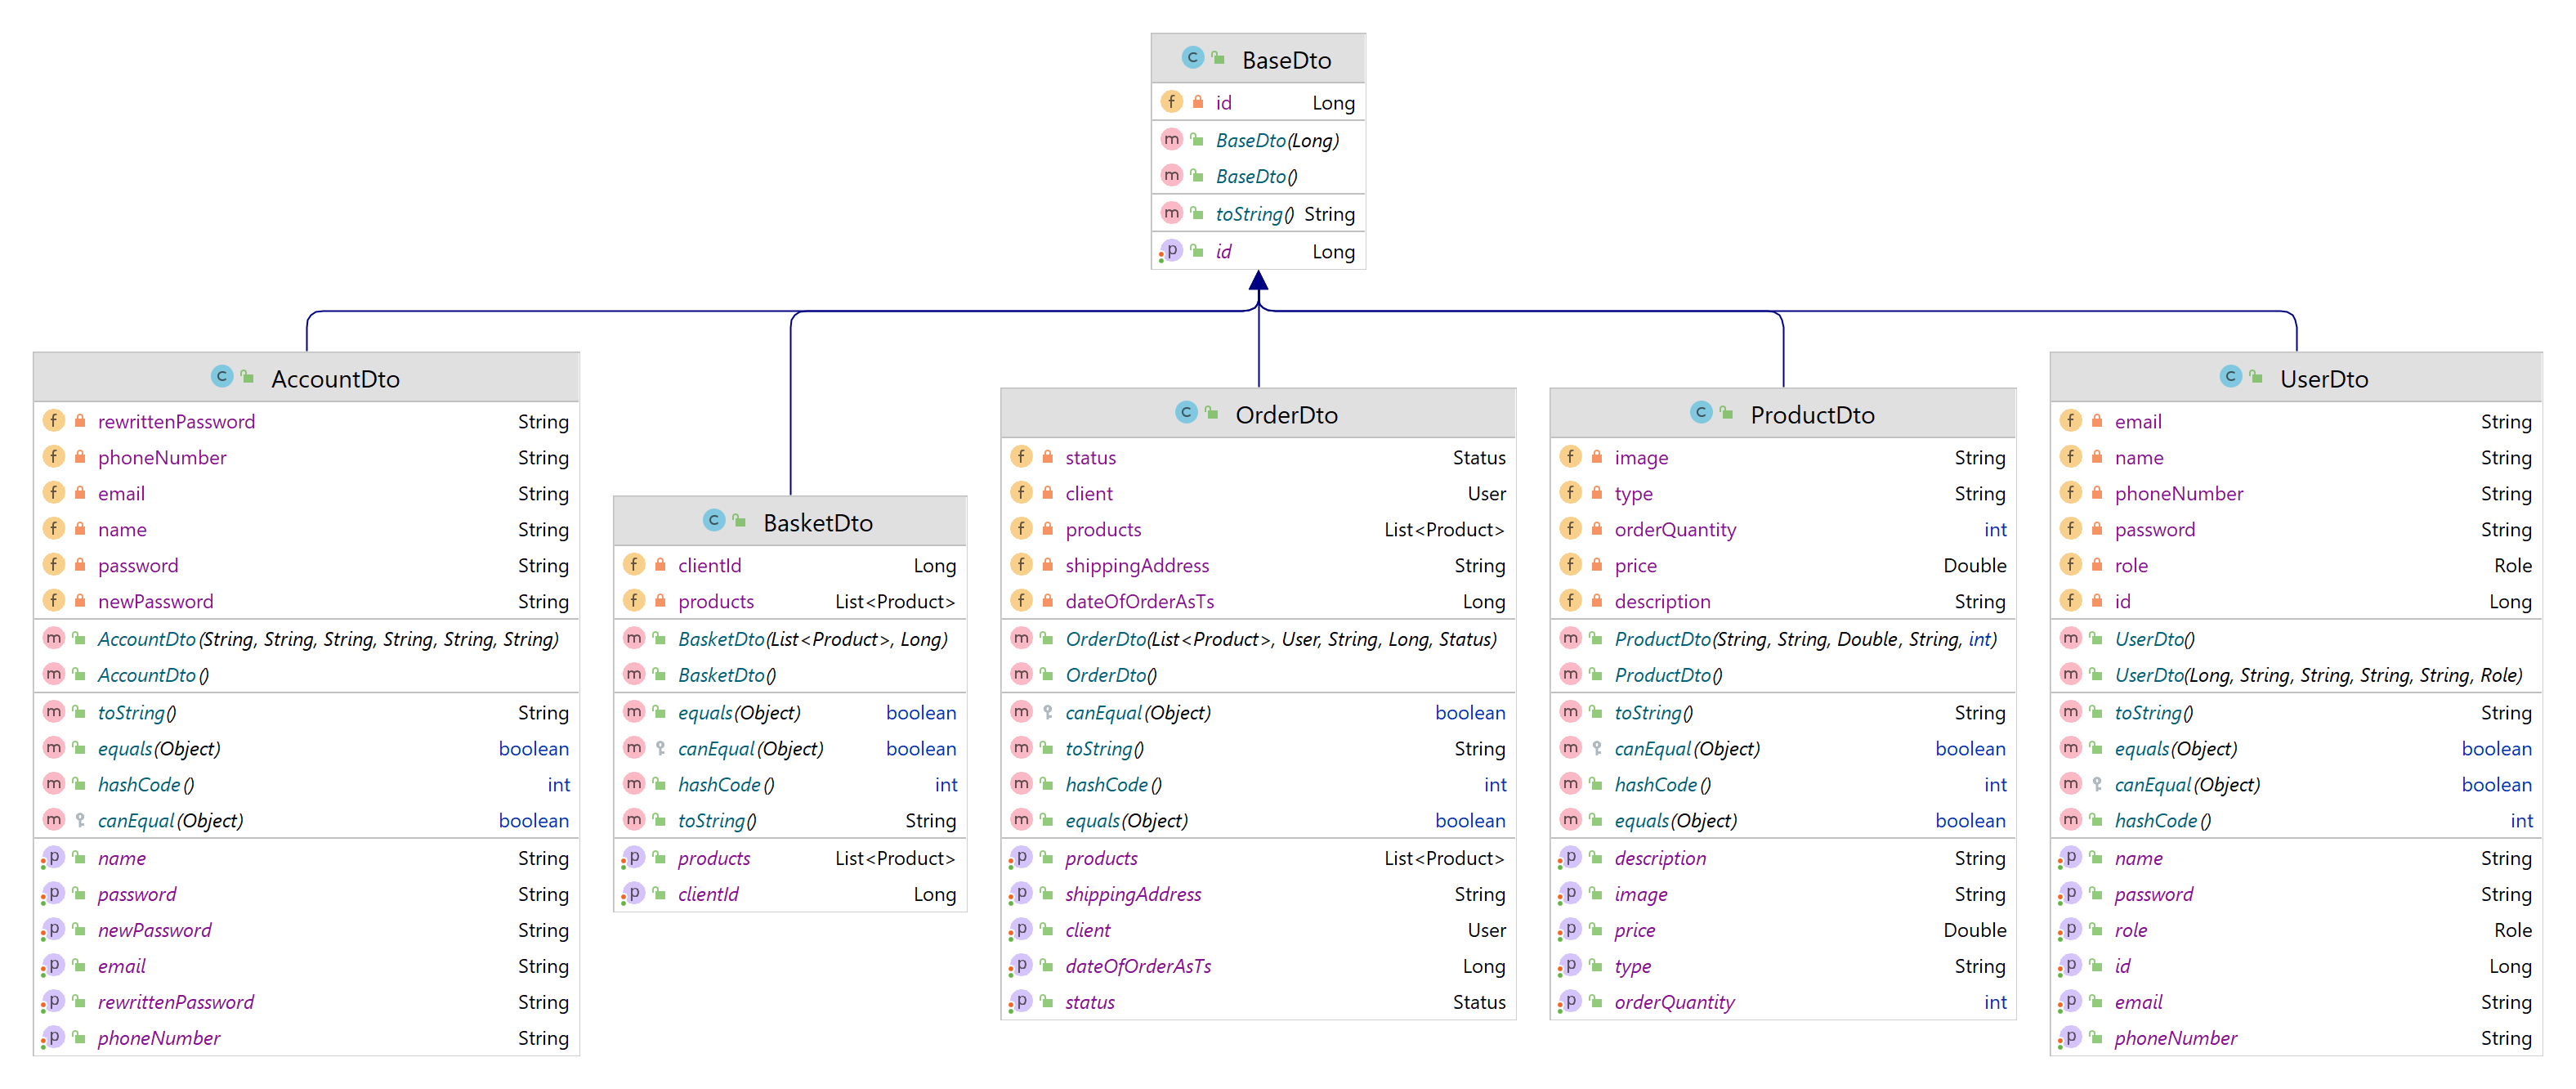 BaseDto
id Long
BaseDto(Long)
BaseDto()
toString() String
id Long
AccountDto
rewrittenPassword String
phoneNumber String
email String
name String
password String
newPassword String
AccountDto(String, String, String, String, String, String)
AccountDto()
toString() String
equals(Object) boolean
hashCode() int
canEqual(Object) boolean
name String
password String
newPassword String
email String
rewrittenPassword String
phoneNumber String
BasketDto
clientId Long
products List<Product>
BasketDto(List<Product>, Long)
BasketDto()
equals(Object) boolean
canEqual(Object) boolean
hashCode() int
toString() String
products List<Product>
clientId Long
OrderDto
status Status
client User
products List<Product>
shippingAddress String
dateOfOrderAsTs Long
OrderDto(List<Product>, User, String, Long, Status)
OrderDto()
canEqual(Object) boolean
toString() String
hashCode() int
equals(Object) boolean
products List<Product>
shippingAddress String
client User
dateOfOrderAsTs Long
status Status
ProductDto
image String
type String
orderQuantity int
price Double
description String
ProductDto(String, String, Double, String, int)
ProductDto()
toString() String
canEqual(Object) boolean
hashCode() int
equals(Object) boolean
description String
image String
price Double
type String
orderQuantity int
UserDto
email String
name String
phoneNumber String
password String
role Role
id Long
UserDto()
UserDto(Long, String, String, String, String, Role)
toString() String
equals(Object) boolean
canEqual(Object) boolean
hashCode() int
name String
password String
role Role
id Long
email String
phoneNumber String